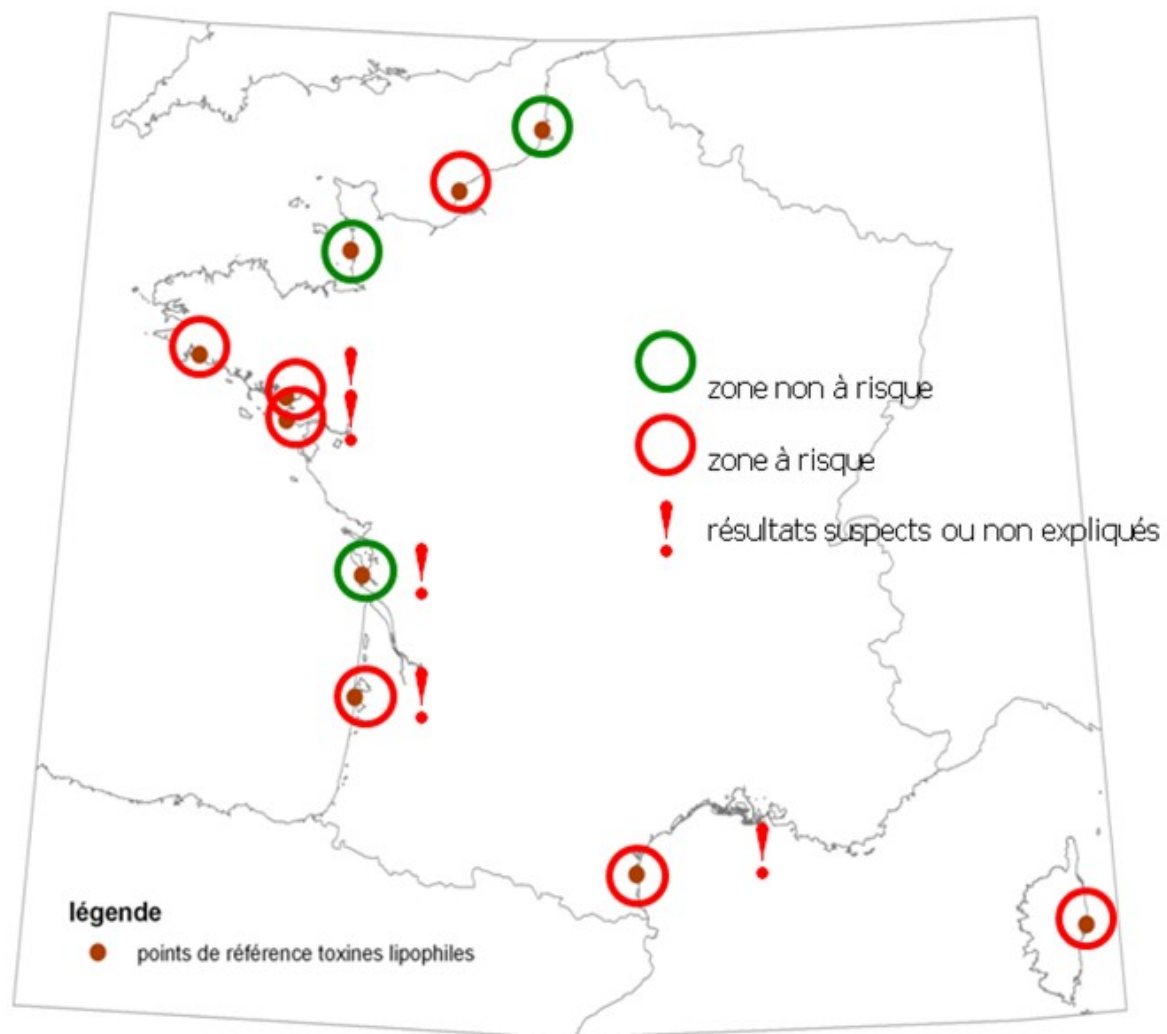 zone non à risque
zone à risque
résultats suspects ou non expliqués
légende
points de référence toxines lipophiles